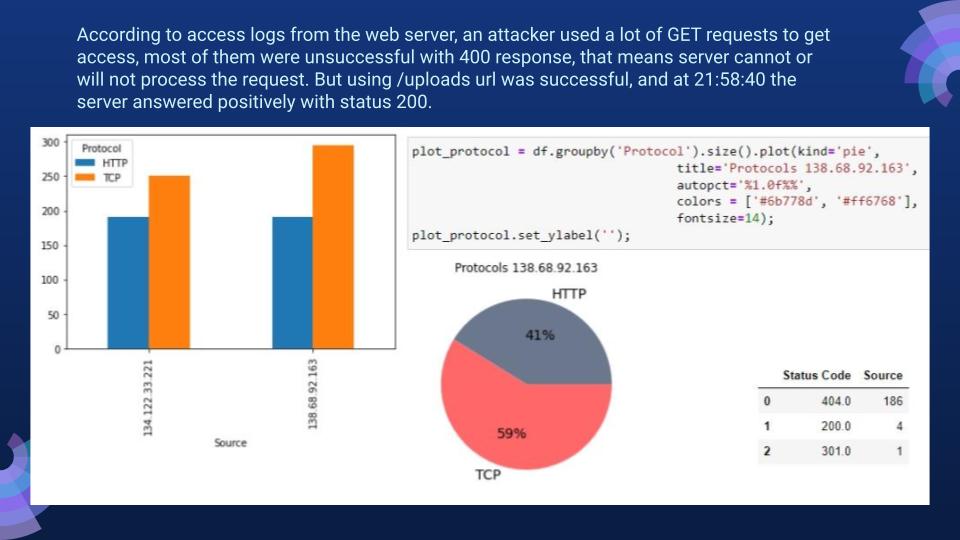 According to access logs from the web server, an attacker used a lot of GET requests to get
access, most of them were unsuccessful with 400 response, that means server cannot or
will not process the request. But using /uploads url was successful, and at 21:58:40 the
server answered positively with status 200.
300
250
200
150
100
50
0
Protocol
HTTP
TCP
134.122.33.221
138.68.92.163
Source
plot_protocol = df.groupby('Protocol').size().plot(kind='pie',
title='Protocols 138.68.92.163',
autopct='%1.0f%%',
colors = ['#6b778d', '#ff6768'],
fontsize=14);
plot_protocol.set_ylabel('');
Protocols 138.68.92.163
HTTP
41%
59%
TCP
Status Code Source
0 404.0 186
1 200.0 4
2 301.0 1